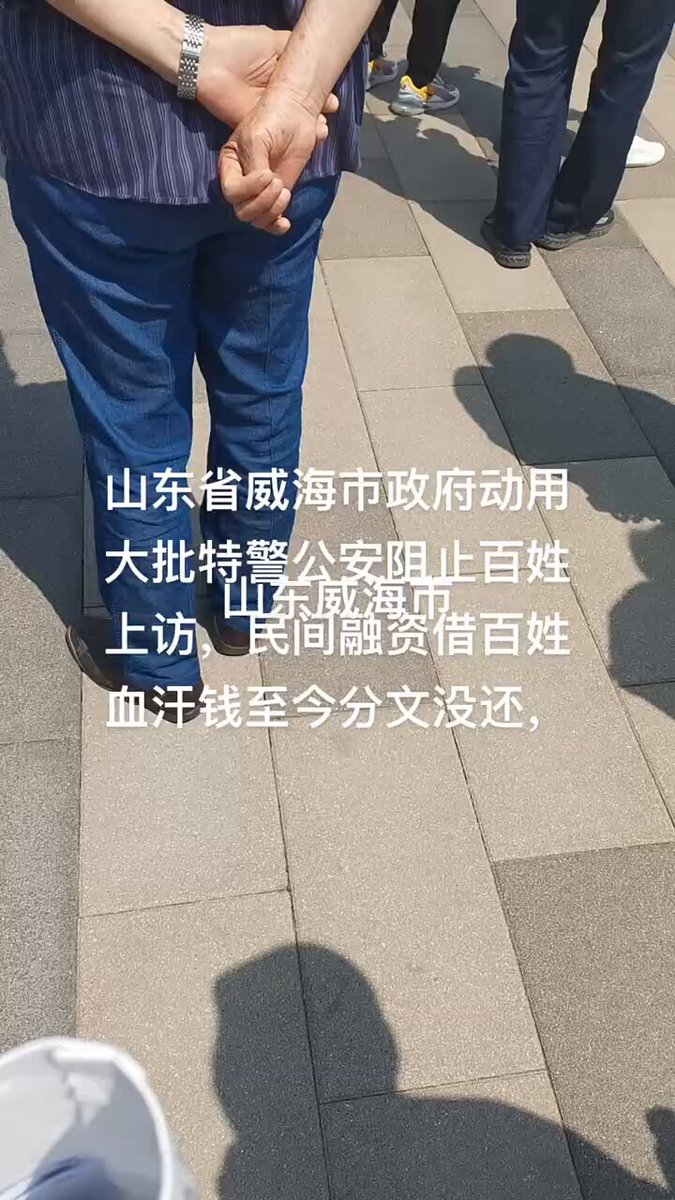 山东省威海市政府动用
大批特警公安阻止百姓
山东威海市
上访，民间融资借百姓
血汗钱至今分文没还，